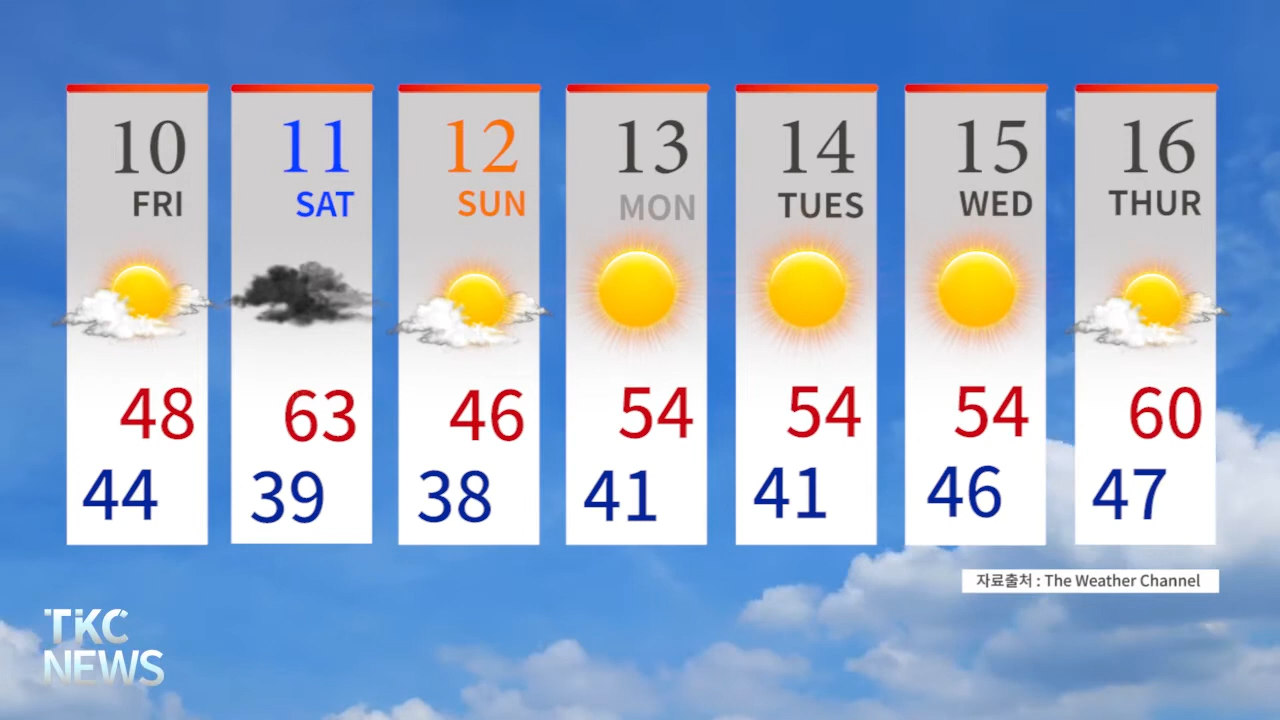 10 11 12 13 14 15 16
FRI SAT SUN MON TUES WED THUR
48 63 46 54 54 54 60
44 39 38 41 41 46 47
자료출처 : The Weather Channel
TKC
NEWS